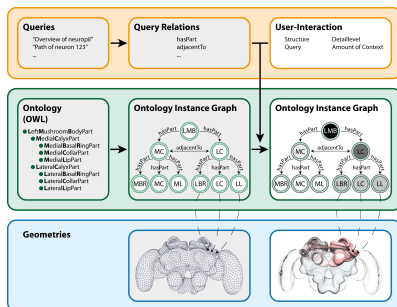 Queries
"Overview of neuropil"
"Path of neuron 123"
...
Query Relations
hasPart
adjacentTo
...
User-Interaction
Structure Detaillevel
Query Amount of Context
Ontology
(OWL)
LeftMushroomBodyPart
MedialCalyxPart
MedialBasalRingPart
MedialCollarPart
MedialLipPart
LateralCalyxPart
LateralBasalRingPart
LateralCollarPart
LateralLipPart
Ontology Instance Graph
LMB
hasPart hasPart
adjacentTo
MC LC
hasPart hasPart hasPart hasPart
MBR MC ML LBR LC LL
Ontology Instance Graph
LMB
hasPart hasPart
adjacentTo
MC LC
hasPart hasPart hasPart hasPart
MBR MC ML LBR LC LL
Geometries